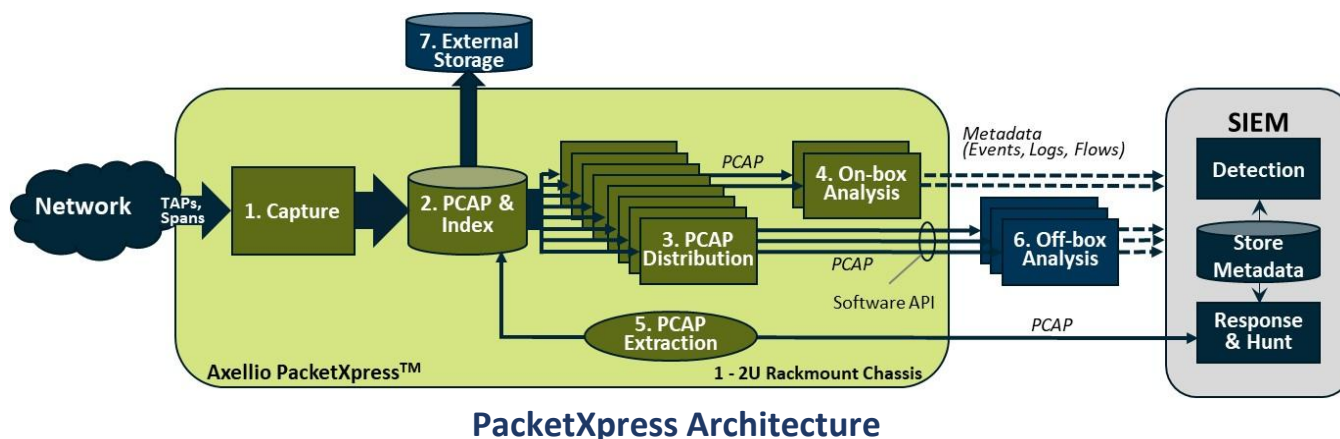 7. External
Storage
Network
TAPs,
Spans
1. Capture
2. PCAP &
Index
3. PCAP
Distribution
PCAP
4. On-box
Analysis
Metadata
(Events, Logs, Flows)
PCAP
Software API
6. Off-box
Analysis
5. PCAP
Extraction
PCAP
SIEM
Detection
Store
Metadata
Response
& Hunt
Axellio PacketXpress™
1 - 2U Rackmount Chassis
PacketXpress Architecture